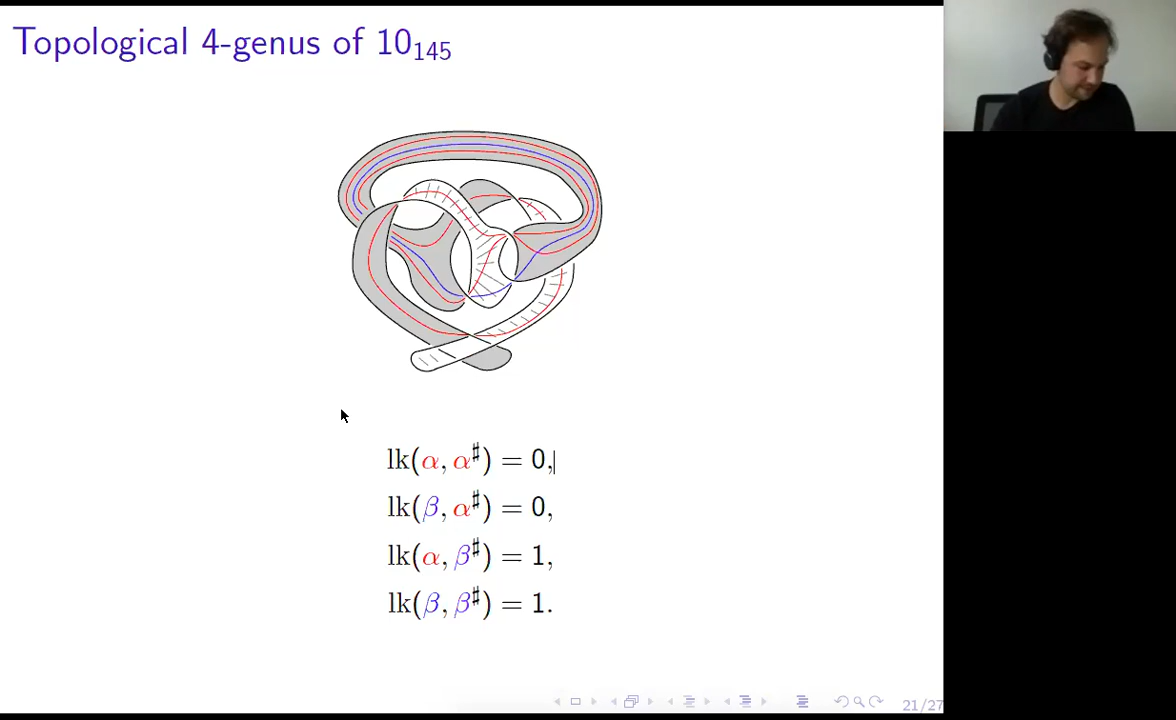 Topological 4-genus of 10₁₄₅
lk(α, α♯) = 0,
lk(β, α♯) = 0,
lk(α, β♯) = 1,
lk(β, β♯) = 1.
21/27